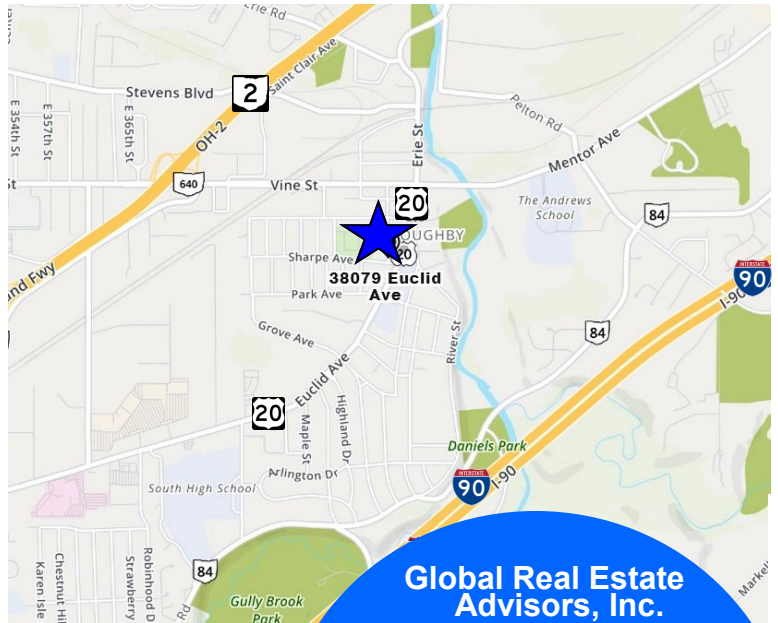 Erie Rd
Saint Clair Ave
Stevens Blvd
2
OH-2
E 354th St
E 357th St
E 365th St
Erie St
Pelton Rd
Mentor Ave
St
640
Vine St
20
The Andrews
School
84
OUGHBY
20
Sharpe Ave
38079 Euclid
Ave
INTERSTATE
90
I-90
Park Ave
River St
84
Grove Ave
Euclid Ave
20
Highland Dr
Maple St
Daniels Park
INTERSTATE
90
I-90
Arlington Dr
South High School
84
Robinhood D
Strawberry
Chestnut Hi
Karen Isle
Rd
Gully Brook
Park
Markell
Global Real Estate
Advisors, Inc.